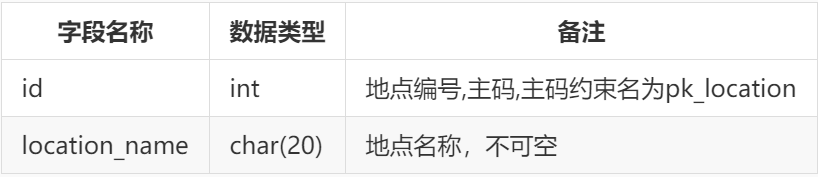 字段名称 数据类型 备注
id int 地点编号,主码,主码约束名为pk_location
location_name char(20) 地点名称，不可空